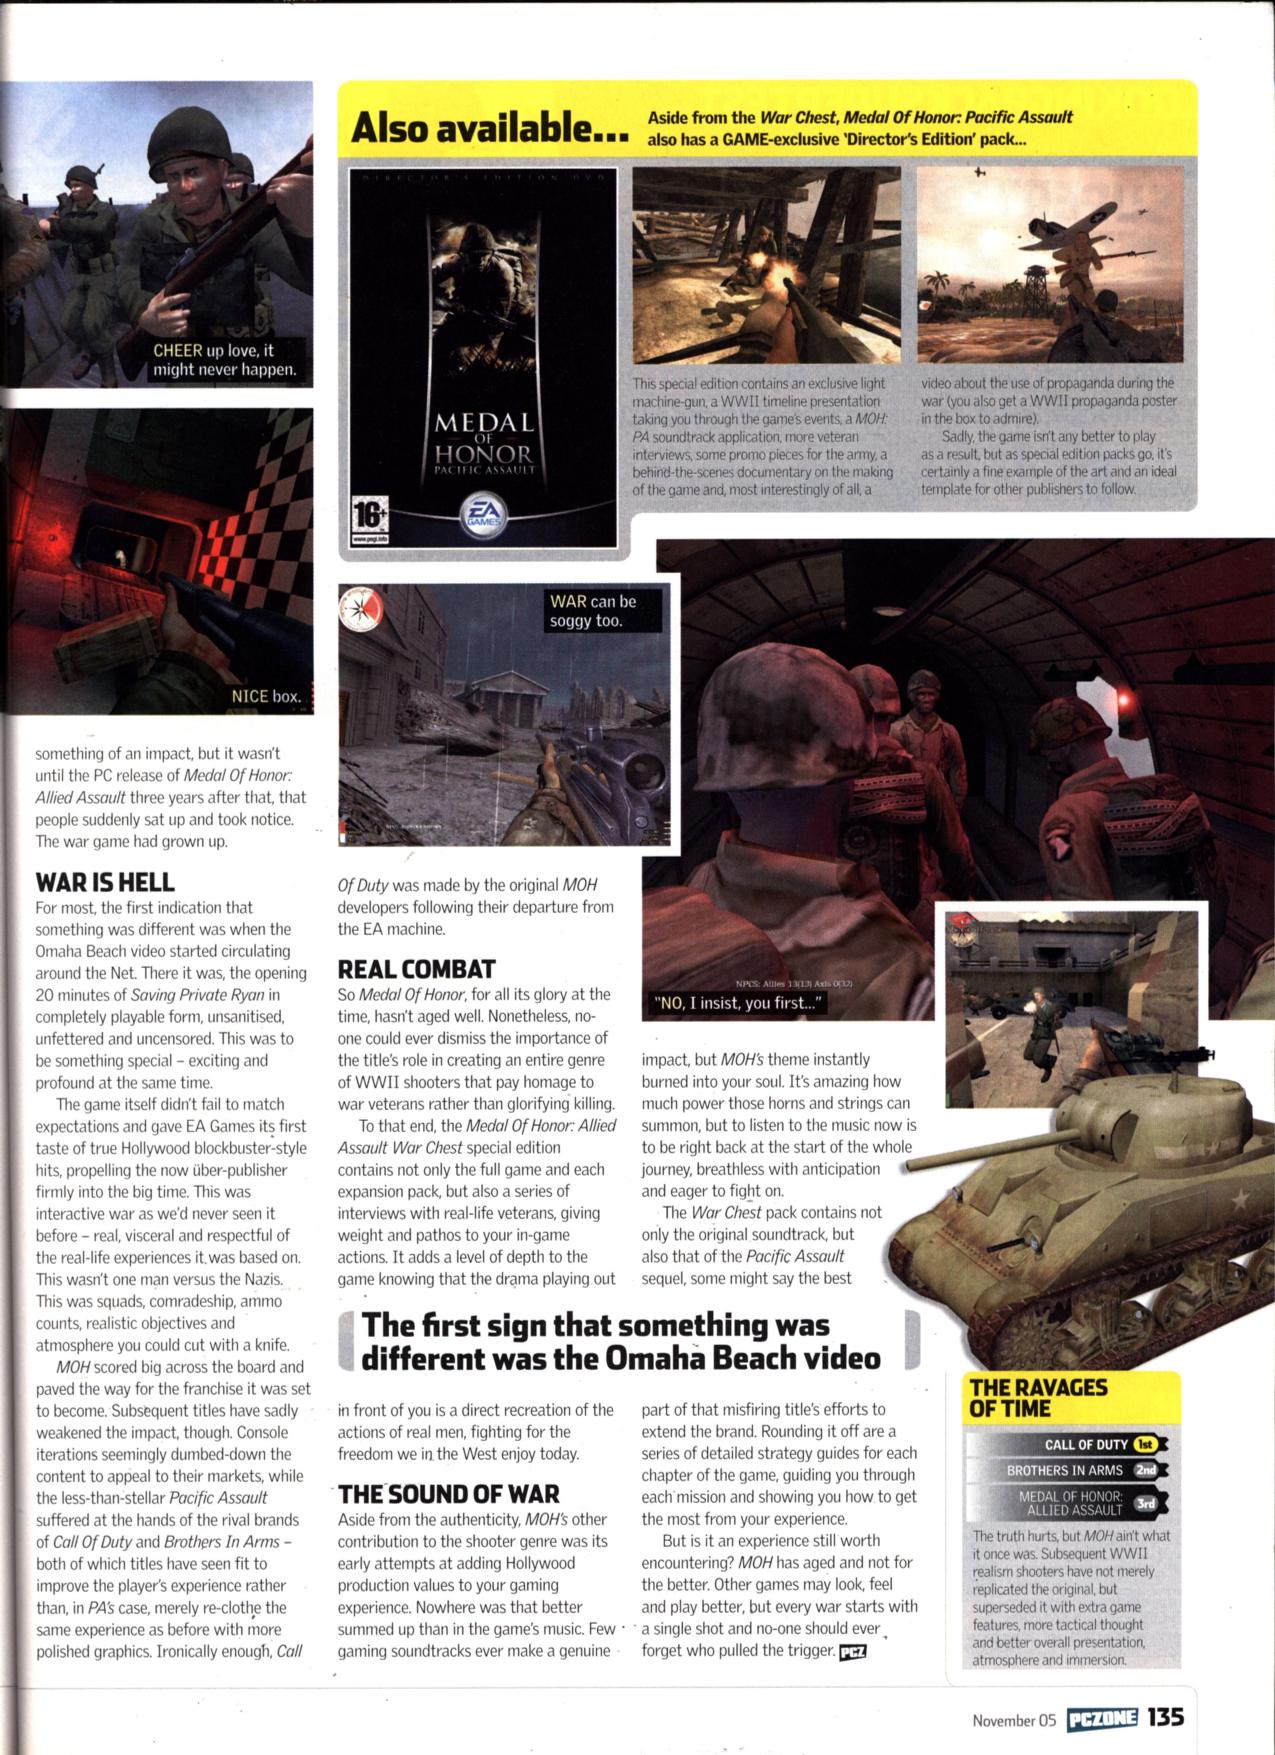 CHEER up love, it
might never happen.
NICE box.
Also available...
Aside from the War Chest, Medal Of Honor: Pacific Assault
also has a GAME-exclusive 'Director's Edition' pack...
DIRECTOR'S EDITION DVD
MEDAL
OF
HONOR
PACIFIC ASSAULT
16+
www.pegi.info
EA
GAMES
This special edition contains an exclusive light
machine-gun, a WWII timeline presentation
taking you through the game's events, a MOH:
PA soundtrack application, more veteran
interviews, some promo pieces for the army, a
behind-the-scenes documentary on the making
of the game and, most interestingly of all, a
video about the use of propaganda during the
war (you also get a WWII propaganda poster
in the box to admire).
Sadly, the game isn't any better to play
as a result, but as special edition packs go, it's
certainly a fine example of the art and an ideal
template for other publishers to follow.
WAR can be
soggy too.
NPCS: Allies 13(13) Axis 0(32)
"NO, I insist, you first..."
something of an impact, but it wasn't
until the PC release of Medal Of Honor:
Allied Assault three years after that, that
people suddenly sat up and took notice.
The war game had grown up.
WAR IS HELL
For most, the first indication that
something was different was when the
Omaha Beach video started circulating
around the Net. There it was, the opening
20 minutes of Saving Private Ryan in
completely playable form, unsanitised,
unfettered and uncensored. This was to
be something special – exciting and
profound at the same time.
The game itself didn't fail to match
expectations and gave EA Games its first
taste of true Hollywood blockbuster-style
hits, propelling the now über-publisher
firmly into the big time. This was
interactive war as we'd never seen it
before – real, visceral and respectful of
the real-life experiences it was based on.
This wasn't one man versus the Nazis.
This was squads, comradeship, ammo
counts, realistic objectives and
atmosphere you could cut with a knife.
MOH scored big across the board and
paved the way for the franchise it was set
to become. Subsequent titles have sadly
weakened the impact, though. Console
iterations seemingly dumbed-down the
content to appeal to their markets, while
the less-than-stellar Pacific Assault
suffered at the hands of the rival brands
of Call Of Duty and Brothers In Arms –
both of which titles have seen fit to
improve the player's experience rather
than, in PA's case, merely re-clothe the
same experience as before with more
polished graphics. Ironically enough, Call
Of Duty was made by the original MOH
developers following their departure from
the EA machine.
REAL COMBAT
So Medal Of Honor, for all its glory at the
time, hasn't aged well. Nonetheless, no-
one could ever dismiss the importance of
the title's role in creating an entire genre
of WWII shooters that pay homage to
war veterans rather than glorifying killing.
To that end, the Medal Of Honor: Allied
Assault War Chest special edition
contains not only the full game and each
expansion pack, but also a series of
interviews with real-life veterans, giving
weight and pathos to your in-game
actions. It adds a level of depth to the
game knowing that the drama playing out
The first sign that something was
different was the Omaha Beach video
in front of you is a direct recreation of the
actions of real men, fighting for the
freedom we in the West enjoy today.
THE SOUND OF WAR
Aside from the authenticity, MOH's other
contribution to the shooter genre was its
early attempts at adding Hollywood
production values to your gaming
experience. Nowhere was that better
summed up than in the game's music. Few
gaming soundtracks ever make a genuine
impact, but MOH's theme instantly
burned into your soul. It's amazing how
much power those horns and strings can
summon, but to listen to the music now is
to be right back at the start of the whole
journey, breathless with anticipation
and eager to fight on.
The War Chest pack contains not
only the original soundtrack, but
also that of the Pacific Assault
sequel, some might say the best
part of that misfiring title's efforts to
extend the brand. Rounding it off are a
series of detailed strategy guides for each
chapter of the game, guiding you through
each mission and showing you how to get
the most from your experience.
But is it an experience still worth
encountering? MOH has aged and not for
the better. Other games may look, feel
and play better, but every war starts with
a single shot and no-one should ever
forget who pulled the trigger. PCZ
THE RAVAGES
OF TIME
CALL OF DUTY 1st
BROTHERS IN ARMS 2nd
MEDAL OF HONOR:
ALLIED ASSAULT 3rd
The truth hurts, but MOH ain't what
it once was. Subsequent WWII
realism shooters have not merely
replicated the original, but
superseded it with extra game
features, more tactical thought
and better overall presentation,
atmosphere and immersion.
November 05 PCZONE 135